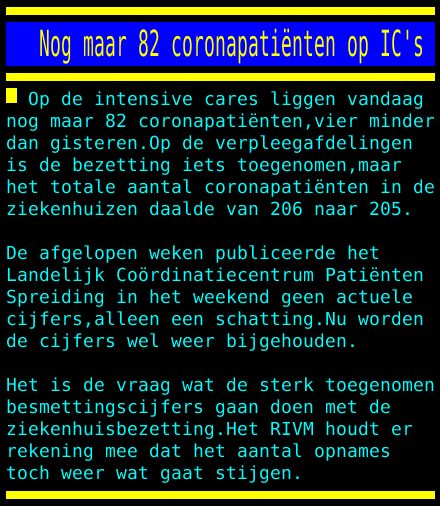 Nog maar 82 coronapatiënten op IC's
Op de intensive cares liggen vandaag
nog maar 82 coronapatiënten,vier minder
dan gisteren.Op de verpleegafdelingen
is de bezetting iets toegenomen,maar
het totale aantal coronapatiënten in de
ziekenhuizen daalde van 206 naar 205.
De afgelopen weken publiceerde het
Landelijk Coördinatiecentrum Patiënten
Spreiding in het weekend geen actuele
cijfers,alleen een schatting.Nu worden
de cijfers wel weer bijgehouden.
Het is de vraag wat de sterk toegenomen
besmettingscijfers gaan doen met de
ziekenhuisbezetting.Het RIVM houdt er
rekening mee dat het aantal opnames
toch weer wat gaat stijgen.